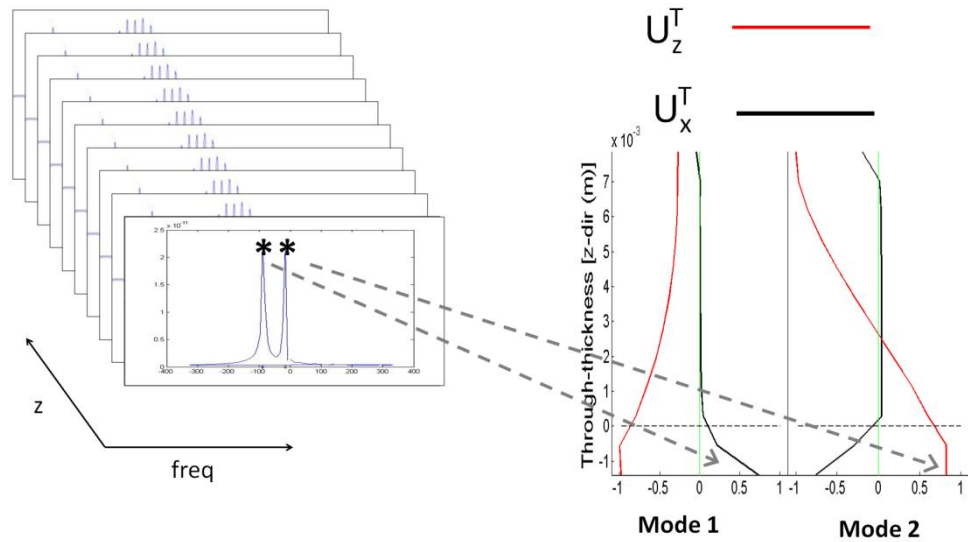 U_z^T
U_x^T
x 10^-3
7
6
5
4
3
2
1
0
-1
Through-thickness [z-dir (m)]
-1 -0.5 0 0.5 1 -1 -0.5 0 0.5 1
Mode 1 Mode 2
2.5 x 10^-11
2
1.5
1
0.5
0
-400 -300 -200 -100 0 100 200 300 400
* *
z
freq